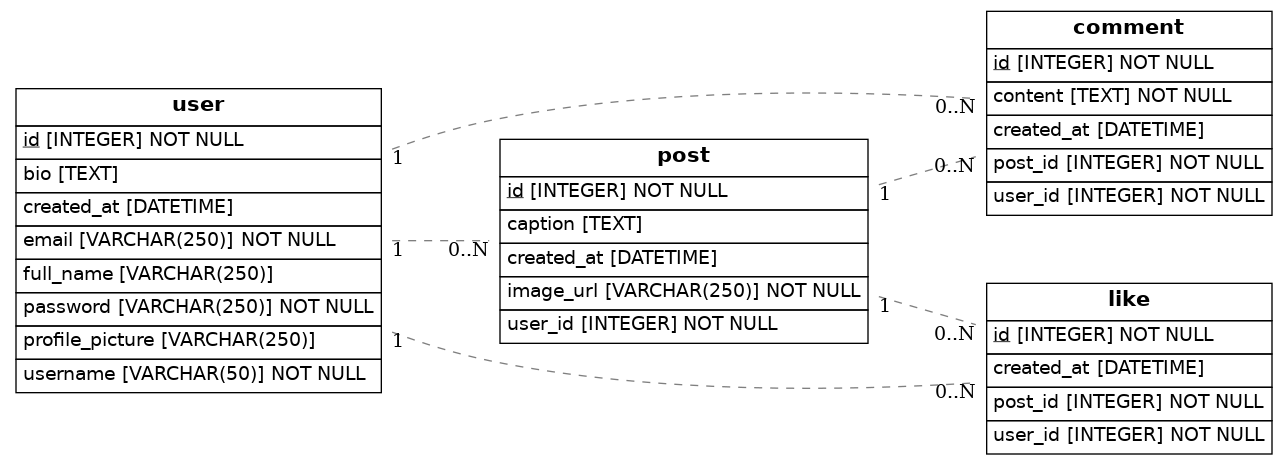 user
id [INTEGER] NOT NULL
bio [TEXT]
created_at [DATETIME]
email [VARCHAR(250)] NOT NULL
full_name [VARCHAR(250)]
password [VARCHAR(250)] NOT NULL
profile_picture [VARCHAR(250)]
username [VARCHAR(50)] NOT NULL
1
0..N
1
0..N
1
0..N
post
id [INTEGER] NOT NULL
caption [TEXT]
created_at [DATETIME]
image_url [VARCHAR(250)] NOT NULL
user_id [INTEGER] NOT NULL
1
0..N
1
0..N
comment
id [INTEGER] NOT NULL
content [TEXT] NOT NULL
created_at [DATETIME]
post_id [INTEGER] NOT NULL
user_id [INTEGER] NOT NULL
like
id [INTEGER] NOT NULL
created_at [DATETIME]
post_id [INTEGER] NOT NULL
user_id [INTEGER] NOT NULL